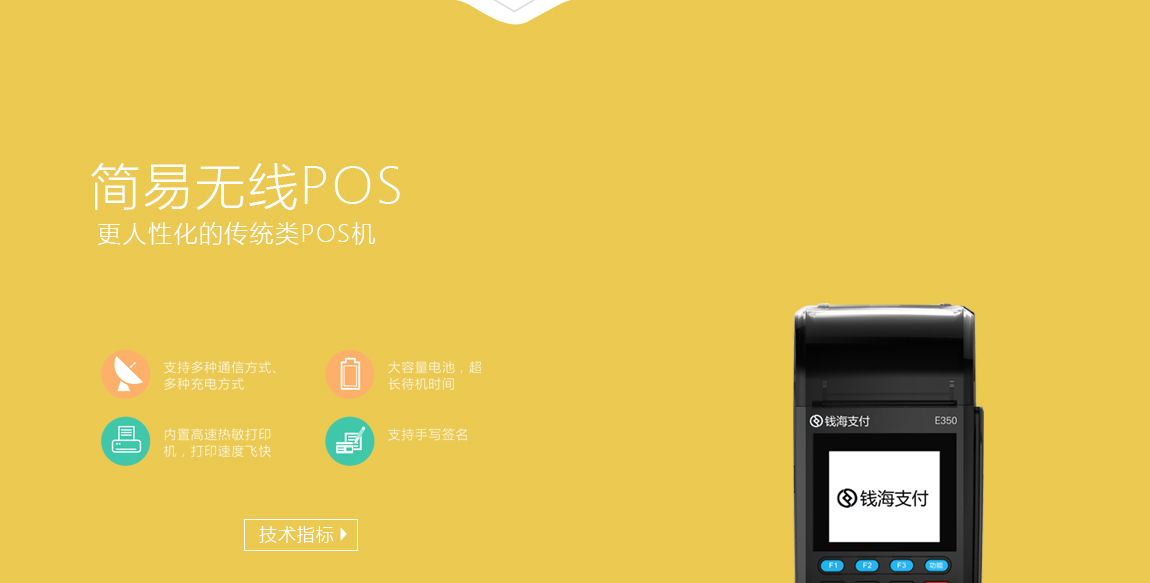 简易无线POS
更人性化的传统类POS机
支持多种通信方式、
多种充电方式
大容量电池，超
长待机时间
内置高速热敏打印
机，打印速度飞快
支持手写签名
技术指标
钱海支付 E350
钱海支付
F1 F2 F3 功能